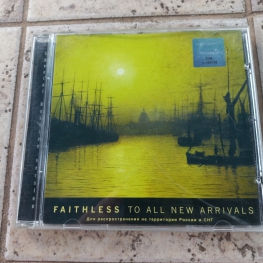 FAITHLESS TO ALL NEW ARRIVALS
Для распространения на территории России и СНГ